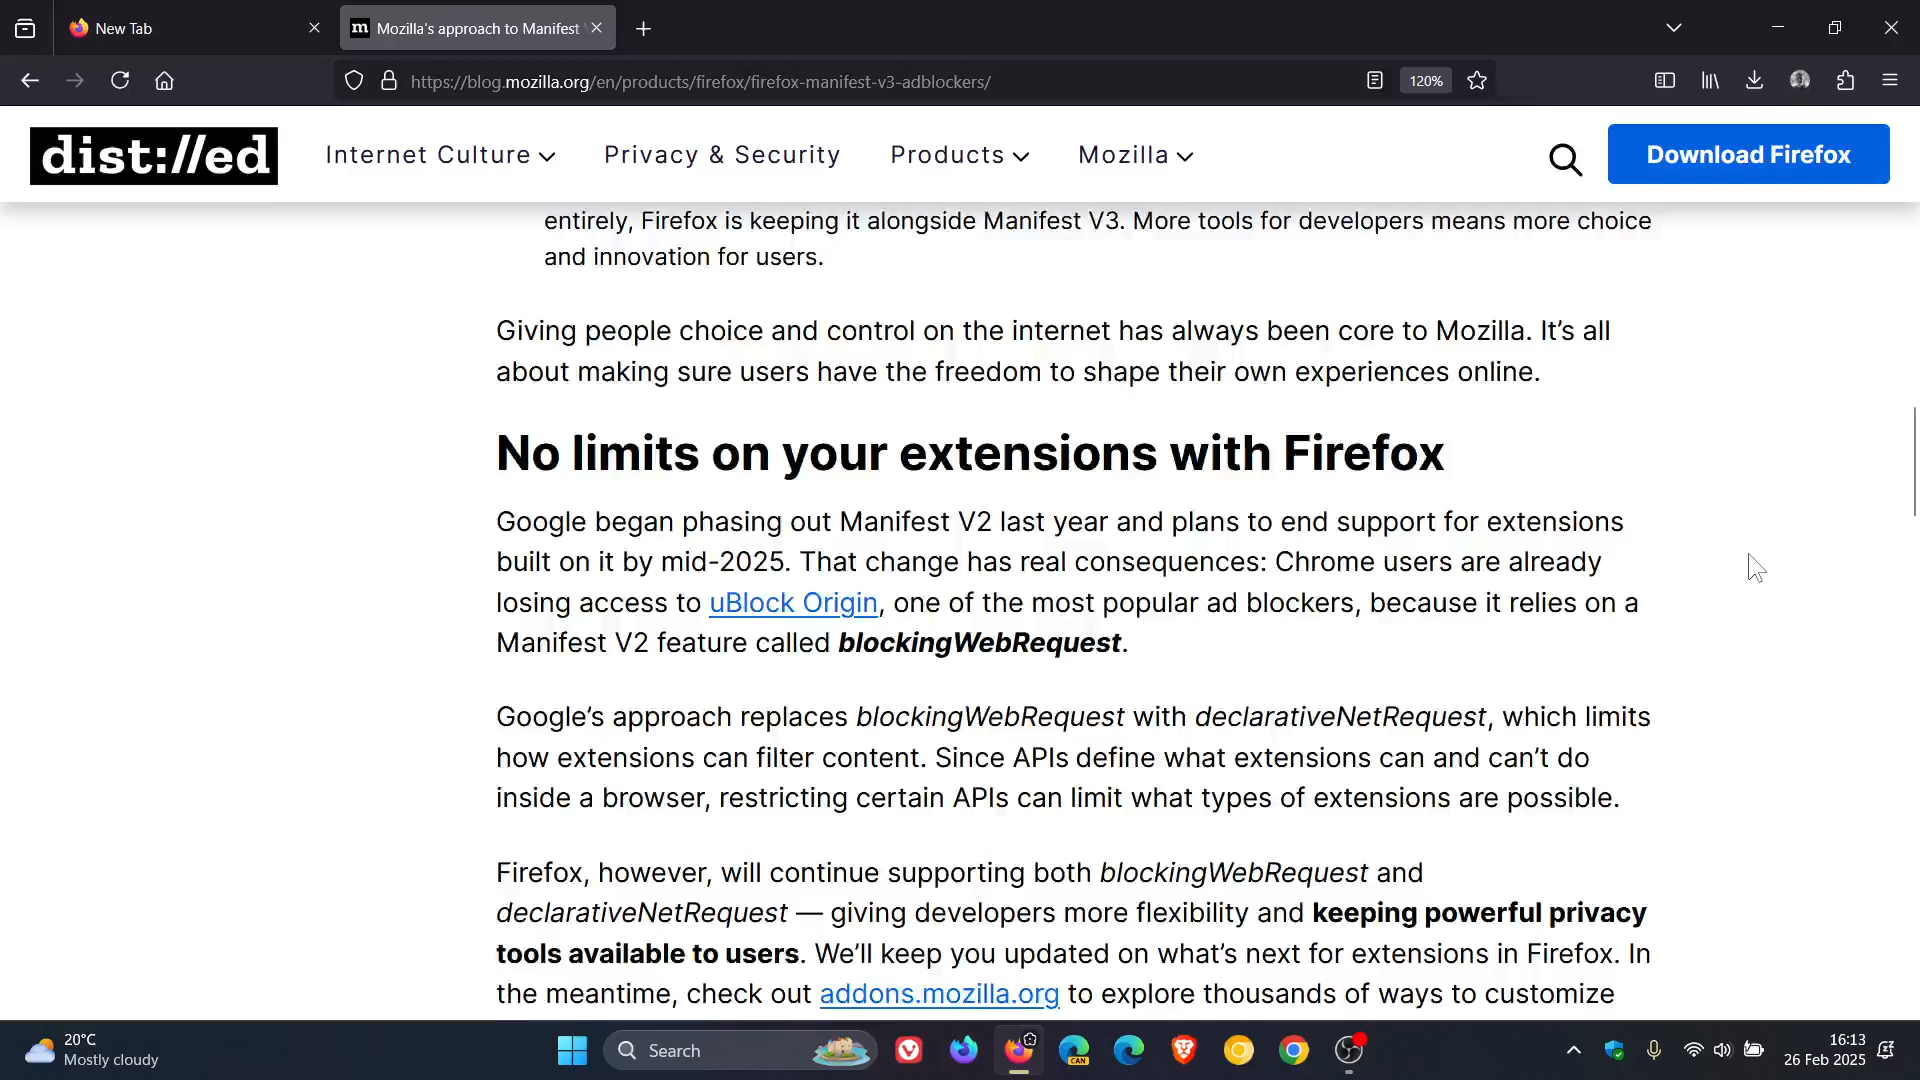 New Tab
Mozilla's approach to Manifest
https://blog.mozilla.org/en/products/firefox/firefox-manifest-v3-adblockers/
120%
dist://ed
Internet Culture
Privacy & Security
Products
Mozilla
Download Firefox
entirely, Firefox is keeping it alongside Manifest V3. More tools for developers means more choice
and innovation for users.
Giving people choice and control on the internet has always been core to Mozilla. It’s all
about making sure users have the freedom to shape their own experiences online.
No limits on your extensions with Firefox
Google began phasing out Manifest V2 last year and plans to end support for extensions
built on it by mid-2025. That change has real consequences: Chrome users are already
losing access to uBlock Origin, one of the most popular ad blockers, because it relies on a
Manifest V2 feature called blockingWebRequest.
Google’s approach replaces blockingWebRequest with declarativeNetRequest, which limits
how extensions can filter content. Since APIs define what extensions can and can’t do
inside a browser, restricting certain APIs can limit what types of extensions are possible.
Firefox, however, will continue supporting both blockingWebRequest and
declarativeNetRequest — giving developers more flexibility and keeping powerful privacy
tools available to users. We’ll keep you updated on what’s next for extensions in Firefox. In
the meantime, check out addons.mozilla.org to explore thousands of ways to customize
20°C
Mostly cloudy
Search
CAN
16:13
26 Feb 2025